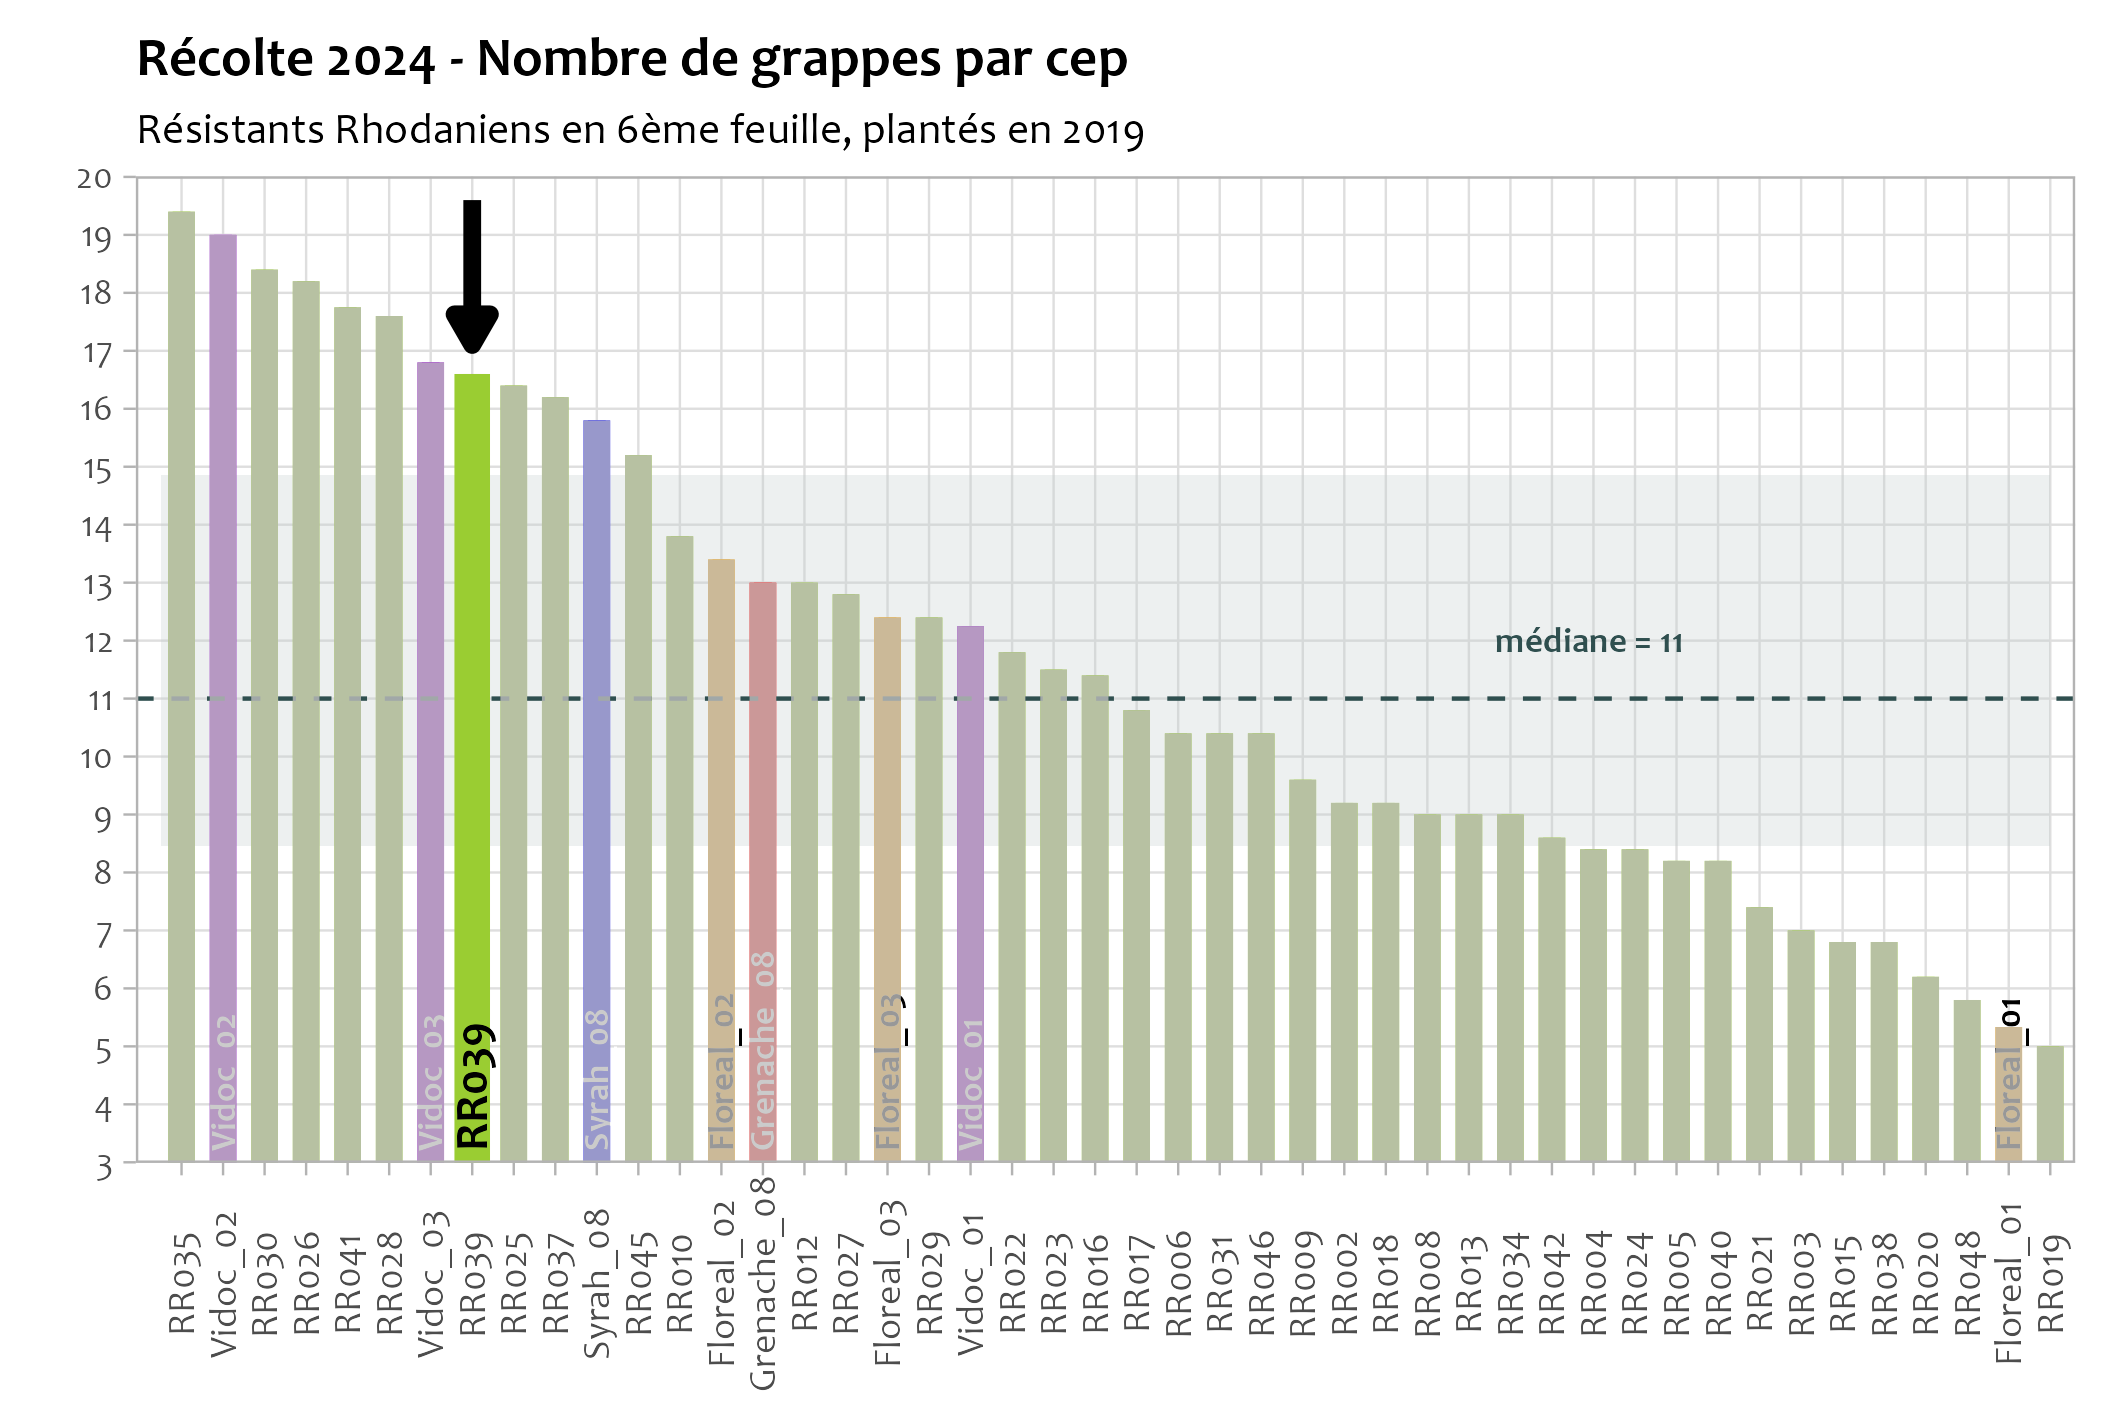 Récolte 2024 - Nombre de grappes par cep
Résistants Rhodaniens en 6ème feuille, plantés en 2019
20
19
18
17
16
15
14
13
12
11
10
9
8
7
6
5
4
3
médiane = 11
Vidoc_02
Vidoc_03
RR039
Syrah_08
Floreal_02
Grenache_08
Floreal_03
Vidoc_01
Floreal_01
RR035
Vidoc_02
RR030
RR026
RR041
RR028
Vidoc_03
RR039
RR025
RR037
Syrah_08
RR045
RR010
Floreal_02
Grenache_08
RR012
RR027
Floreal_03
RR029
Vidoc_01
RR022
RR023
RR016
RR017
RR006
RR031
RR046
RR009
RR002
RR018
RR008
RR013
RR034
RR042
RR004
RR024
RR005
RR040
RR021
RR003
RR015
RR038
RR020
RR048
Floreal_01
RR019